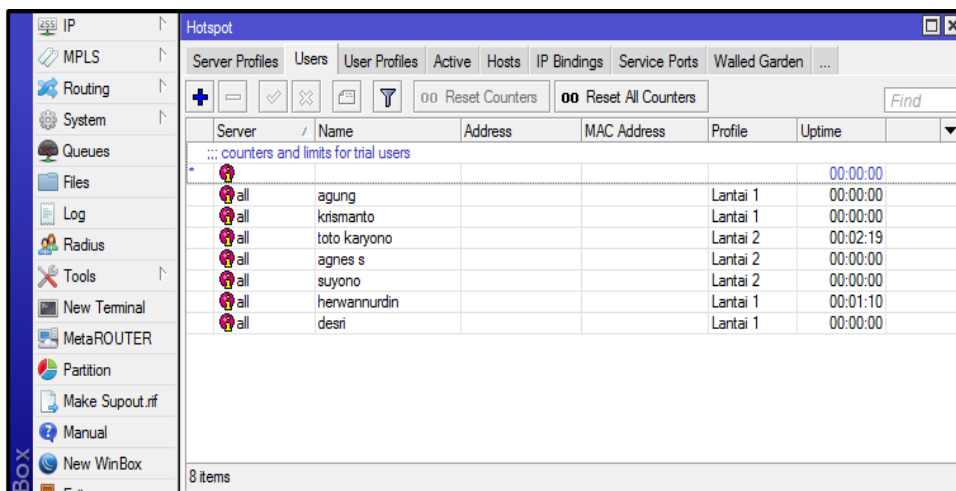 IP
MPLS
Routing
System
Queues
Files
Log
Radius
Tools
New Terminal
MetaROUTER
Partition
Make Supout.rif
Manual
New WinBox
Box
Hotspot
Server Profiles Users User Profiles Active Hosts IP Bindings Service Ports Walled Garden ...
00 Reset Counters 00 Reset All Counters Find
Server Name Address MAC Address Profile Uptime
::: counters and limits for trial users
* 00:00:00
all agung Lantai 1 00:00:00
all krismanto Lantai 1 00:00:00
all toto karyono Lantai 2 00:02:19
all agnes s Lantai 2 00:00:00
all suyono Lantai 2 00:00:00
all herwannurdin Lantai 1 00:01:10
all desri Lantai 1 00:00:00
8 items